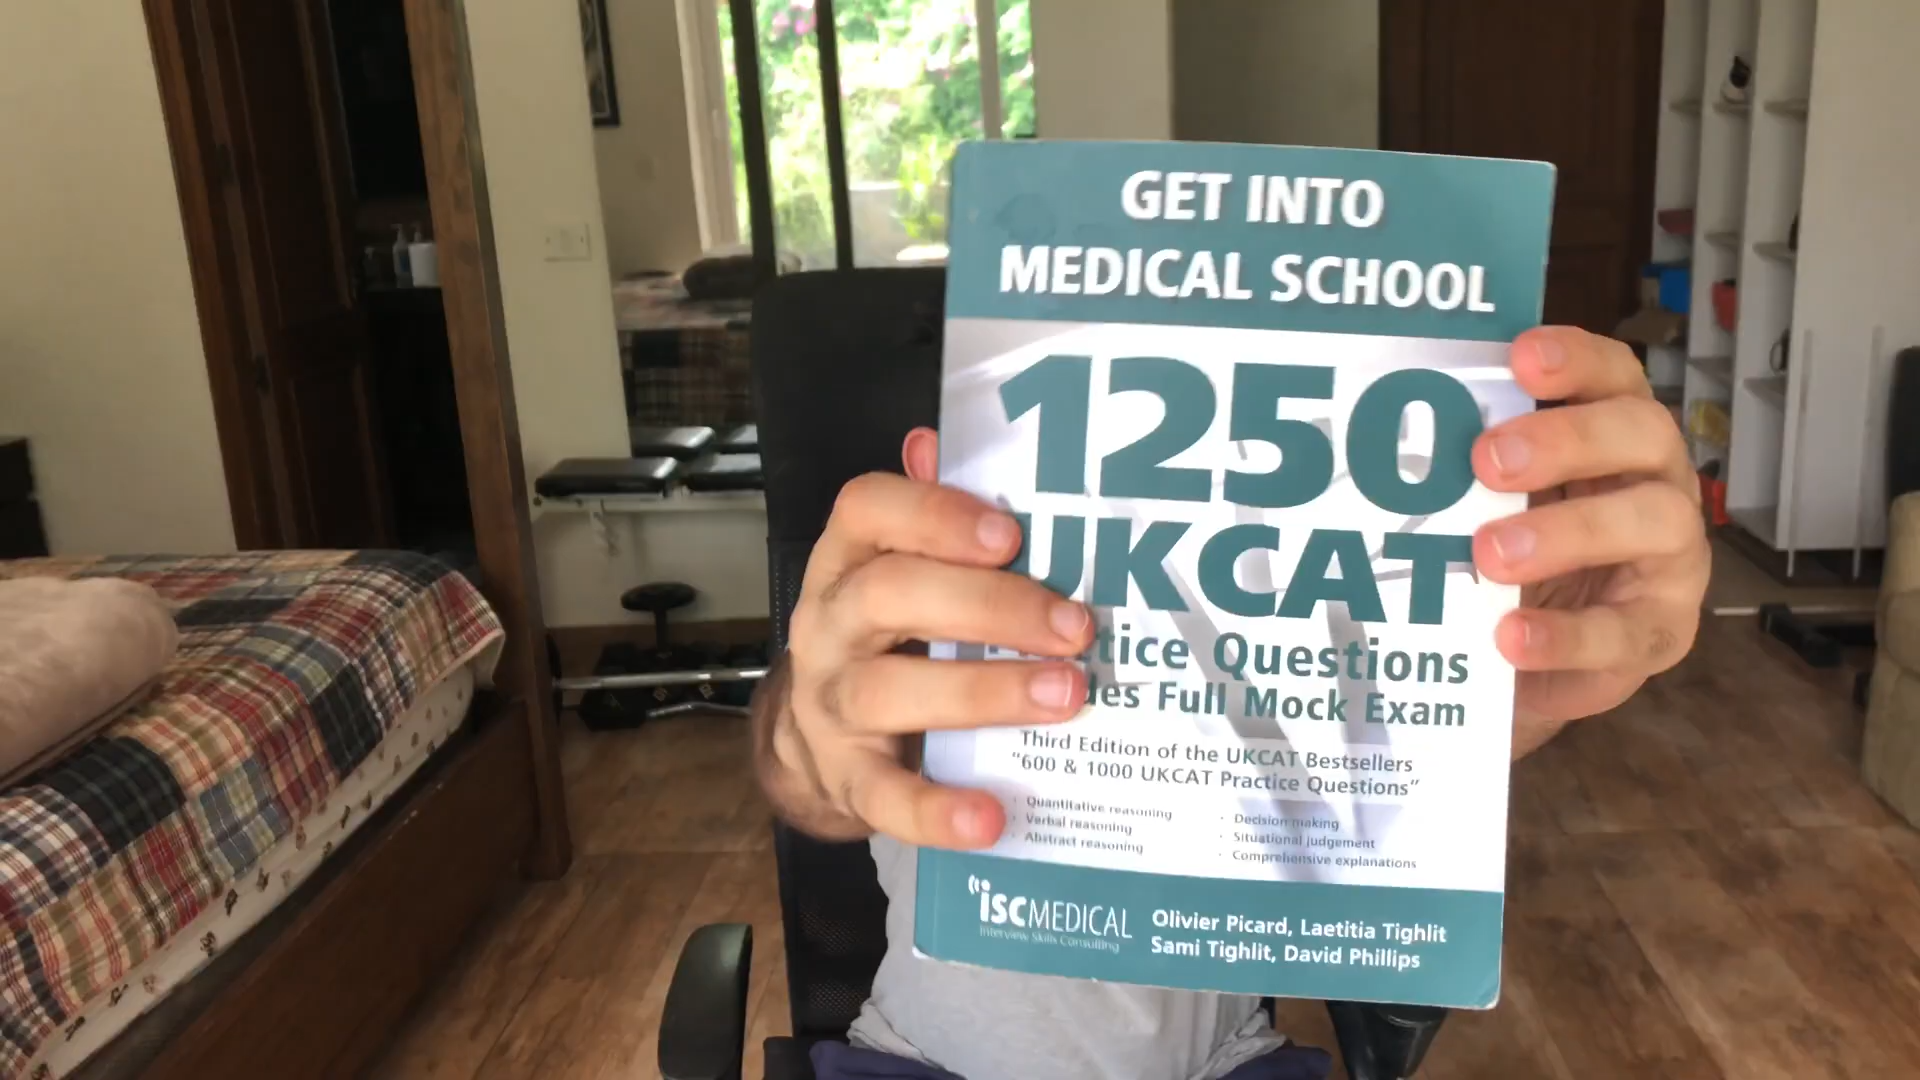 GET INTO
MEDICAL SCHOOL
1250
UKCAT
tice Questions
des Full Mock Exam
Third Edition of the UKCAT Bestsellers
"600 & 1000 UKCAT Practice Questions"
· Quantitative reasoning
· Verbal reasoning
· Abstract reasoning
· Decision making
· Situational judgement
· Comprehensive explanations
iscMEDICAL
Interview Skills Consulting
Olivier Picard, Laetitia Tighlit
Sami Tighlit, David Phillips